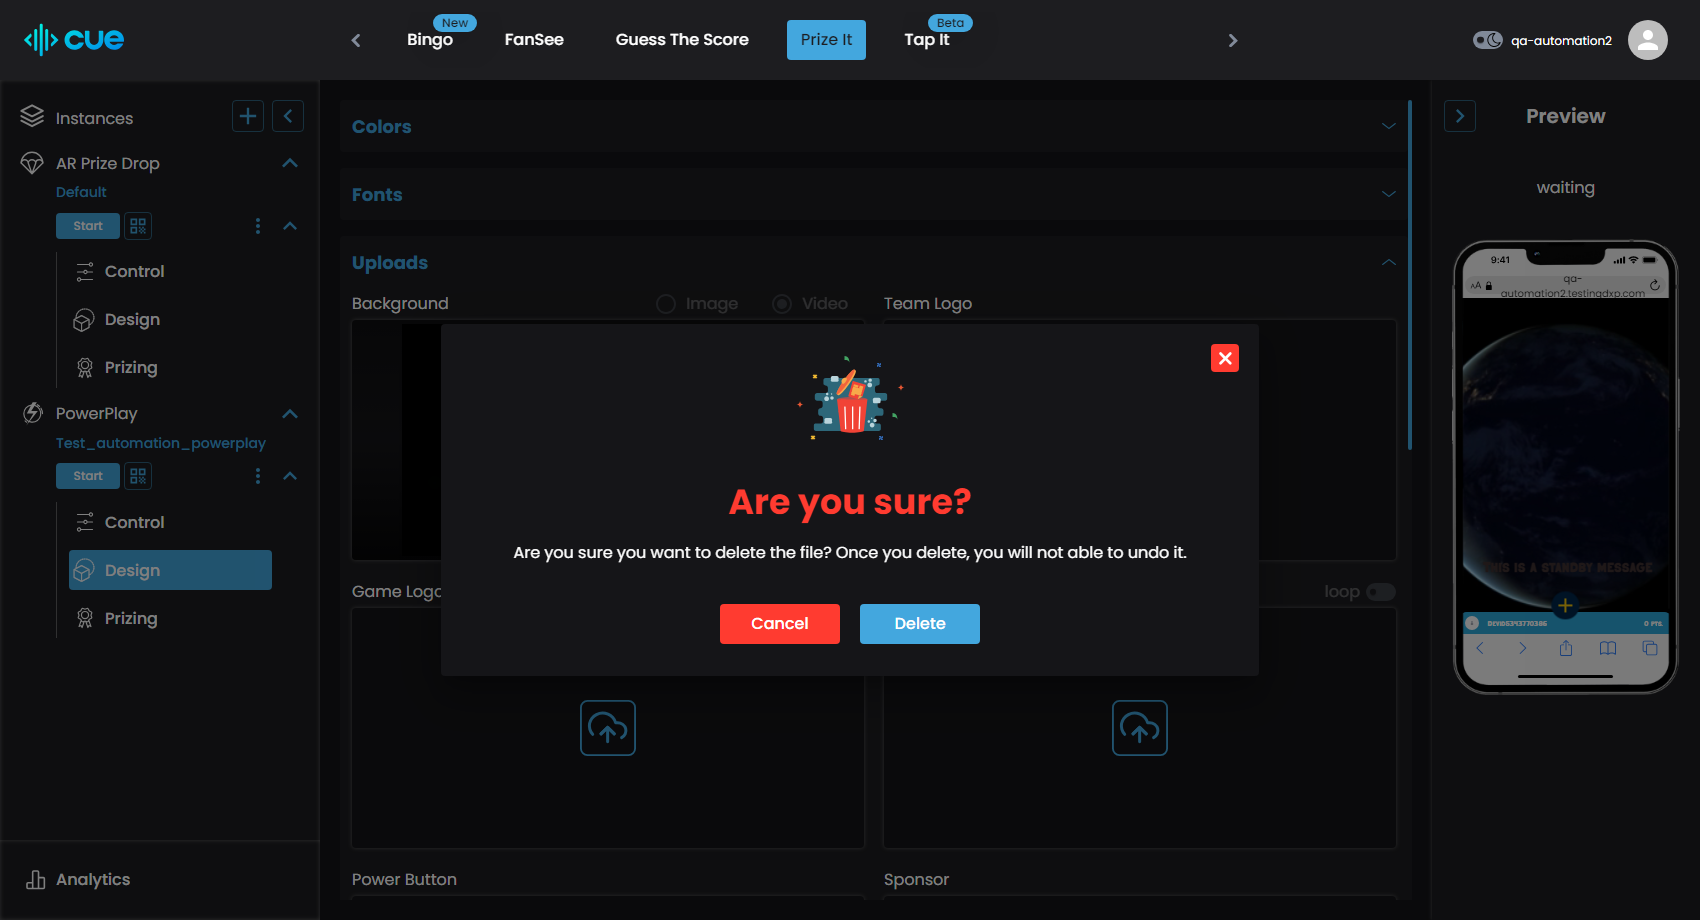 cue
Bingo
New
FanSee
Guess The Score
Prize It
Tap It
Beta
qa-automation2
Instances
AR Prize Drop
Default
Start
Control
Design
Prizing
PowerPlay
Test_automation_powerplay
Start
Control
Design
Prizing
Analytics
Colors
Fonts
Uploads
Background
Image
Video
Team Logo
Are you sure?
Are you sure you want to delete the file? Once you delete, you will not able to undo it.
Cancel
Delete
Game Logo
loop
Power Button
Sponsor
Preview
waiting
9:41
AA
qa-
automation2.testingdxp.com
THIS IS A STANDBY MESSAGE
0 PTS.